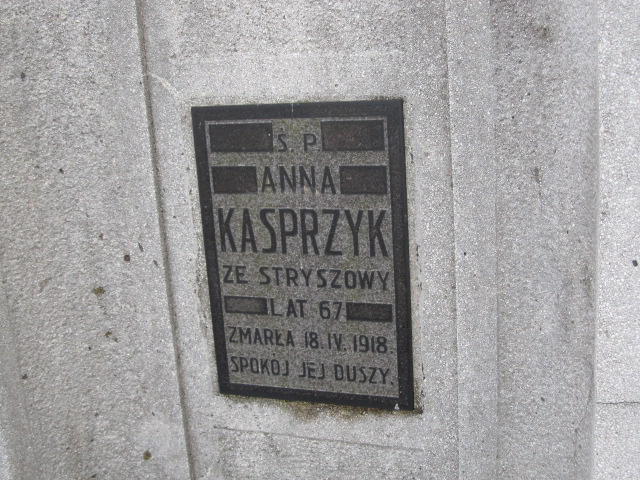 Ś. P
ANNA
KASPRZYK
ZE STRYSZOWY
LAT 67
ZMARŁA 18. IV. 1918.
SPOKÓJ JEJ DUSZY.